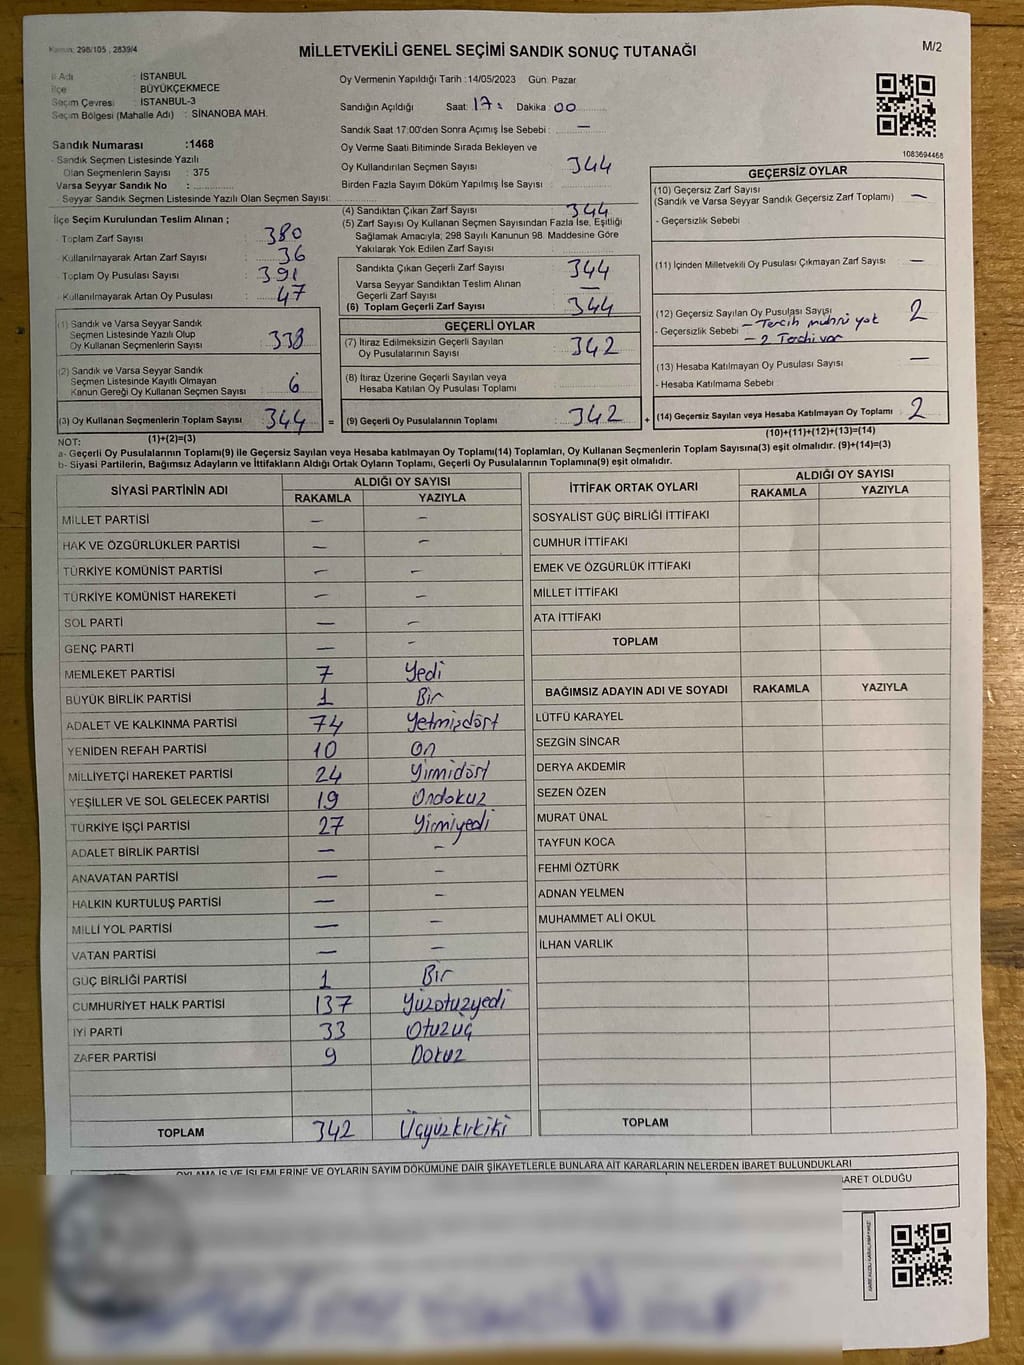 Kanun: 298/105 , 2839/4
MİLLETVEKİLİ GENEL SEÇİMİ SANDIK SONUÇ TUTANAĞI
M/2
İl Adı : İSTANBUL
İlçe : BÜYÜKÇEKMECE
Seçim Çevresi : İSTANBUL-3
Seçim Bölgesi (Mahalle Adı) : SİNANOBA MAH.
Sandık Numarası :1468
- Sandık Seçmen Listesinde Yazılı
Olan Seçmenlerin Sayısı : 375
Varsa Seyyar Sandık No :
- Seyyar Sandık Seçmen Listesinde Yazılı Olan Seçmen Sayısı:
Oy Vermenin Yapıldığı Tarih :14/05/2023 Gün: Pazar
Sandığın Açıldığı Saat: 17: Dakika: 00
Sandık Saat 17:00'den Sonra Açımış İse Sebebi : —
Oy Verme Saati Bitiminde Sırada Bekleyen ve
Oy Kullandırılan Seçmen Sayısı 344
Birden Fazla Sayım Döküm Yapılmış İse Sayısı :
1083694468
İlçe Seçim Kurulundan Teslim Alınan ;
- Toplam Zarf Sayısı : 380
- Kullanılmayarak Artan Zarf Sayısı : 36
- Toplam Oy Pusulası Sayısı : 391
- Kullanılmayarak Artan Oy Pusulası : 47
(1) Sandık ve Varsa Seyyar Sandık
Seçmen Listesinde Yazılı Olup
Oy Kullanan Seçmenlerin Sayısı 338
(2) Sandık ve Varsa Seyyar Sandık
Seçmen Listesinde Kayıtlı Olmayan
Kanun Gereği Oy Kullanan Seçmen Sayısı 6
(3) Oy Kullanan Seçmenlerin Toplam Sayısı 344 =
(1)+(2)=(3)
(4) Sandıktan Çıkan Zarf Sayısı 344
(5) Zarf Sayısı Oy Kullanan Seçmen Sayısından Fazla İse, Eşitliği
Sağlamak Amacıyla; 298 Sayılı Kanunun 98. Maddesine Göre
Yakılarak Yok Edilen Zarf Sayısı
Sandıkta Çıkan Geçerli Zarf Sayısı 344
Varsa Seyyar Sandıktan Teslim Alınan
Geçerli Zarf Sayısı —
(6) Toplam Geçerli Zarf Sayısı 344
GEÇERLİ OYLAR
(7) İtiraz Edilmeksizin Geçerli Sayılan
Oy Pusulalarının Sayısı 342
(8) İtiraz Üzerine Geçerli Sayılan veya
Hesaba Katılan Oy Pusulası Toplamı
(9) Geçerli Oy Pusulalarının Toplamı 342 +
GEÇERSİZ OYLAR
(10) Geçersiz Zarf Sayısı
(Sandık ve Varsa Seyyar Sandık Geçersiz Zarf Toplamı) —
- Geçersizlik Sebebi
(11) İçinden Milletvekili Oy Pusulası Çıkmayan Zarf Sayısı —
(12) Geçersiz Sayılan Oy Pusulası Sayısı 2
- Geçersizlik Sebebi — Tercih mührü yok
— 2 Tercih var
(13) Hesaba Katılmayan Oy Pusulası Sayısı —
- Hesaba Katılmama Sebebi
(14) Geçersiz Sayılan veya Hesaba Katılmayan Oy Toplamı 2
(10)+(11)+(12)+(13)=(14)
NOT:
a- Geçerli Oy Pusulalarının Toplamı(9) ile Geçersiz Sayılan veya Hesaba katılmayan Oy Toplamı(14) Toplamları, Oy Kullanan Seçmenlerin Toplam Sayısına(3) eşit olmalıdır. (9)+(14)=(3)
b- Siyasi Partilerin, Bağımsız Adayların ve İttifakların Aldığı Ortak Oyların Toplamı, Geçerli Oy Pusulalarının Toplamına(9) eşit olmalıdır.
SİYASİ PARTİNİN ADI ALDIĞI OY SAYISI
RAKAMLA YAZIYLA
MİLLET PARTİSİ — —
HAK VE ÖZGÜRLÜKLER PARTİSİ — —
TÜRKİYE KOMÜNİST PARTİSİ — —
TÜRKİYE KOMÜNİST HAREKETİ — —
SOL PARTİ — —
GENÇ PARTİ — —
MEMLEKET PARTİSİ 7 Yedi
BÜYÜK BİRLİK PARTİSİ 1 Bir
ADALET VE KALKINMA PARTİSİ 74 Yetmişdört
YENİDEN REFAH PARTİSİ 10 On
MİLLİYETÇİ HAREKET PARTİSİ 24 Yirmidört
YEŞİLLER VE SOL GELECEK PARTİSİ 19 Ondokuz
TÜRKİYE İŞÇİ PARTİSİ 27 Yirmiyedi
ADALET BİRLİK PARTİSİ — —
ANAVATAN PARTİSİ — —
HALKIN KURTULUŞ PARTİSİ — —
MİLLİ YOL PARTİSİ — —
VATAN PARTİSİ — —
GÜÇ BİRLİĞİ PARTİSİ 1 Bir
CUMHURİYET HALK PARTİSİ 137 Yüzotuzyedi
İYİ PARTİ 33 Otuzüç
ZAFER PARTİSİ 9 Dokuz
TOPLAM 342 Üçyüzkırkiki
İTTİFAK ORTAK OYLARI ALDIĞI OY SAYISI
RAKAMLA YAZIYLA
SOSYALİST GÜÇ BİRLİĞİ İTTİFAKI
CUMHUR İTTİFAKI
EMEK VE ÖZGÜRLÜK İTTİFAKI
MİLLET İTTİFAKI
ATA İTTİFAKI
TOPLAM
BAĞIMSIZ ADAYIN ADI VE SOYADI RAKAMLA YAZIYLA
LÜTFÜ KARAYEL
SEZGİN SİNCAR
DERYA AKDEMİR
SEZEN ÖZEN
MURAT ÜNAL
TAYFUN KOCA
FEHMİ ÖZTÜRK
ADNAN YELMEN
MUHAMMET ALİ OKUL
İLHAN VARLIK
TOPLAM
OYLAMA İŞ VE İŞLEMLERİNE VE OYLARIN SAYIM DÖKÜMÜNE DAİR ŞİKAYETLERLE BUNLARA AİT KARARLARIN NELERDEN İBARET BULUNDUKLARI
İBARET OLDUĞU